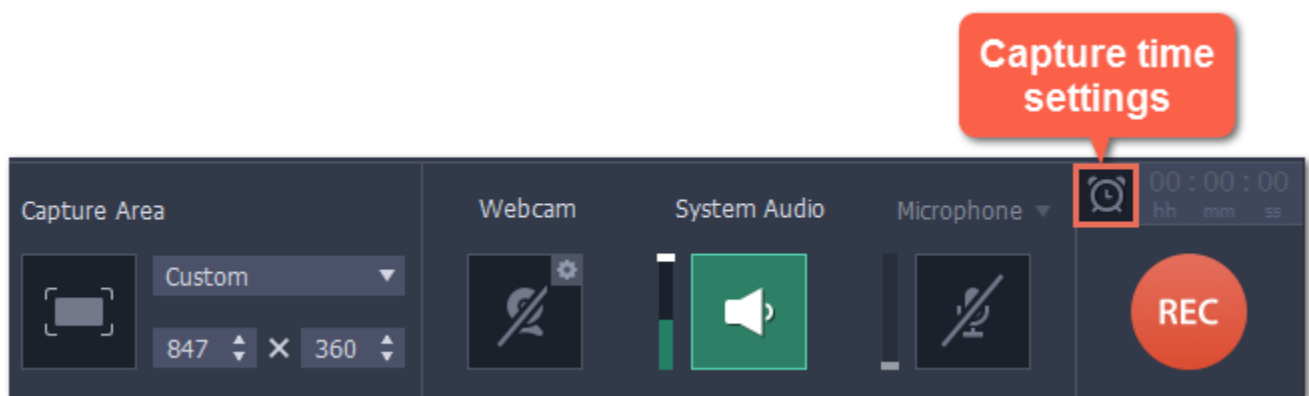 Capture time
settings
00 : 00 : 00
hh mm ss
Capture Area
Webcam
System Audio
Microphone
Custom
847 × 360
REC